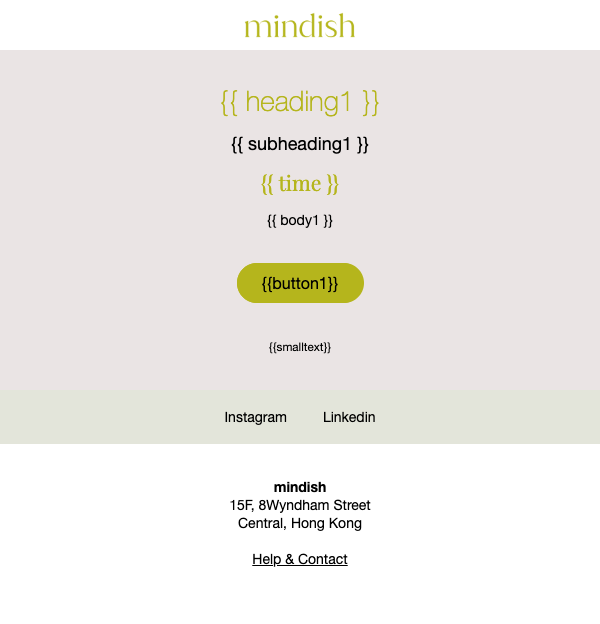 mindish
{{ heading1 }}
{{ subheading1 }}
{{ time }}
{{ body1 }}
{{button1}}
{{smalltext}}
Instagram Linkedin
mindish
15F, 8Wyndham Street
Central, Hong Kong
Help & Contact